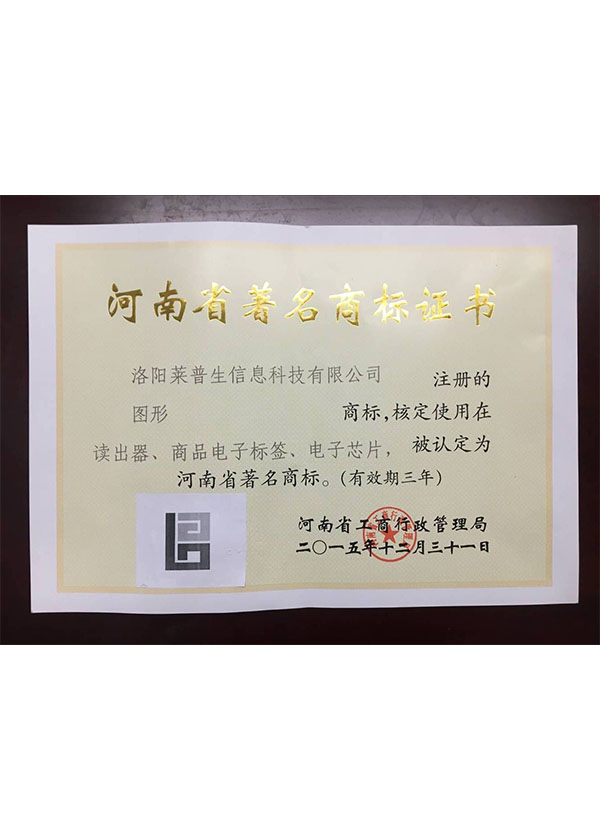 河南省著名商标证书
洛阳莱普生信息科技有限公司 注册的
图形 商标，核定使用在
读出器、商品电子标签、电子芯片， 被认定为
河南省著名商标。（有效期三年）
河南省工商行政管理局
二〇一五年十二月三十一日